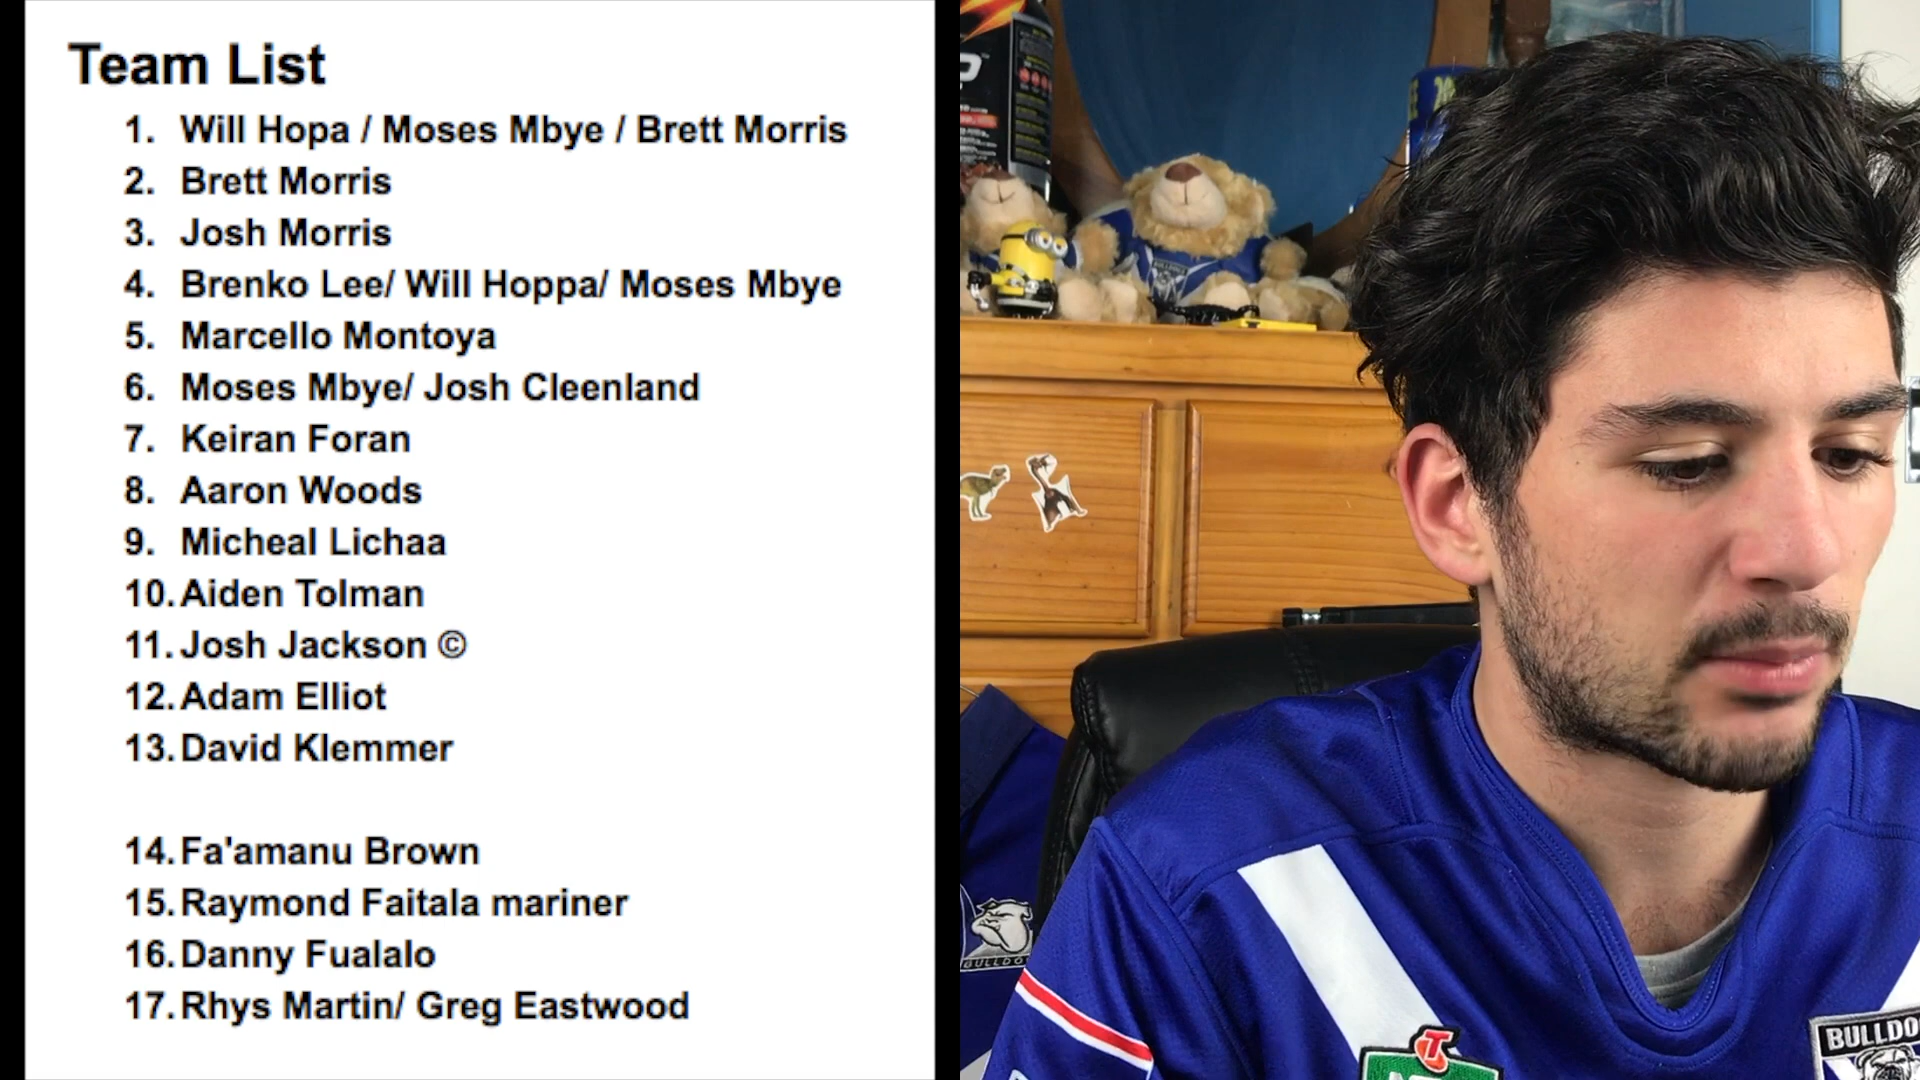 Team List
1. Will Hopa / Moses Mbye / Brett Morris
2. Brett Morris
3. Josh Morris
4. Brenko Lee/ Will Hoppa/ Moses Mbye
5. Marcello Montoya
6. Moses Mbye/ Josh Cleenland
7. Keiran Foran
8. Aaron Woods
9. Micheal Lichaa
10. Aiden Tolman
11. Josh Jackson ©
12. Adam Elliot
13. David Klemmer
14. Fa'amanu Brown
15. Raymond Faitala mariner
16. Danny Fualalo
17. Rhys Martin/ Greg Eastwood
BULLDO
BULLDO